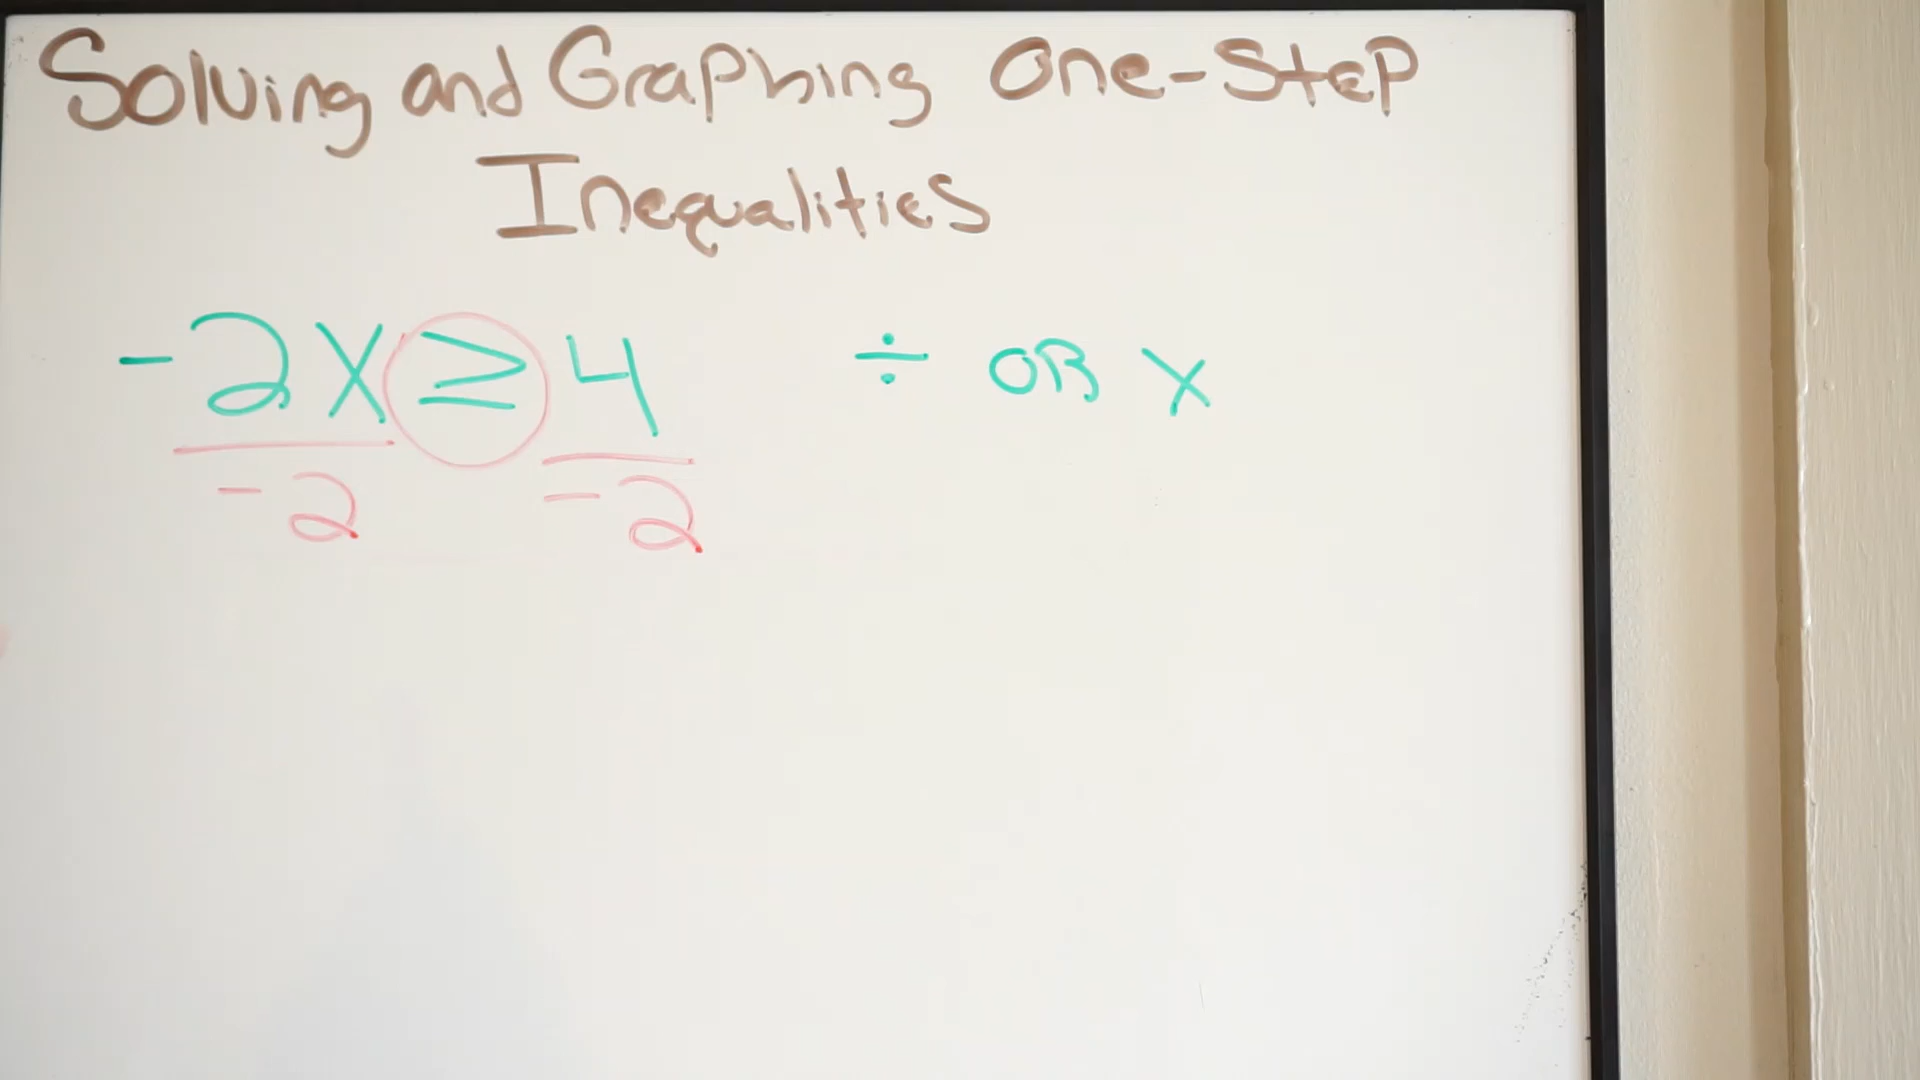 Solving and Graphing One-Step
Inequalities
-2x ≥ 4 ÷ OR x
-2 -2